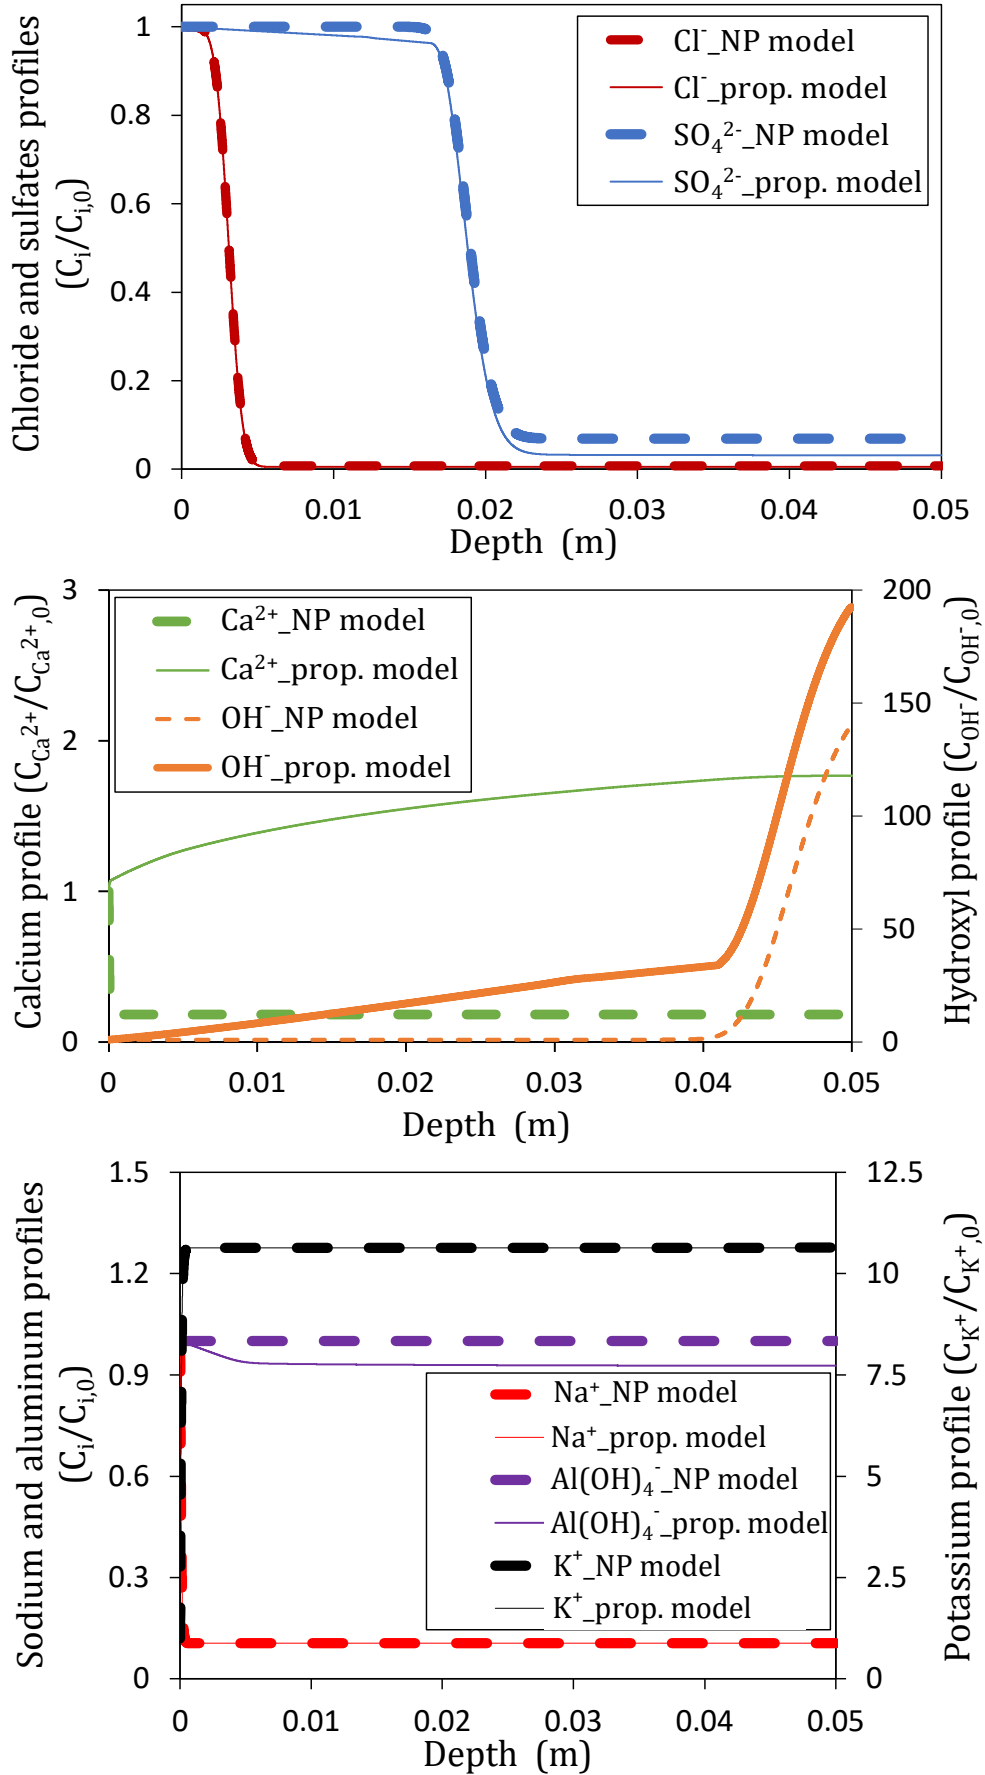 Chloride and sulfates profiles
(Cᵢ/Cᵢ,₀)
1
0.8
0.6
0.4
0.2
0
Cl⁻_NP model
Cl⁻_prop. model
SO₄²⁻_NP model
SO₄²⁻_prop. model
0 0.01 0.02 0.03 0.04 0.05
Depth (m)
Calcium profile (C_Ca²⁺/C_Ca²⁺,₀)
3
2
1
0
Ca²⁺_NP model
Ca²⁺_prop. model
OH⁻_NP model
OH⁻_prop. model
200
150
100
50
0
Hydroxyl profile (C_OH⁻/C_OH⁻,₀)
0 0.01 0.02 0.03 0.04 0.05
Depth (m)
Sodium and aluminum profiles
(Cᵢ/Cᵢ,₀)
1.5
1.2
0.9
0.6
0.3
0
Na⁺_NP model
Na⁺_prop. model
Al(OH)₄⁻_NP model
Al(OH)₄⁻_prop. model
K⁺_NP model
K⁺_prop. model
12.5
10
7.5
5
2.5
0
Potassium profile (C_K⁺/C_K⁺,₀)
0 0.01 0.02 0.03 0.04 0.05
Depth (m)